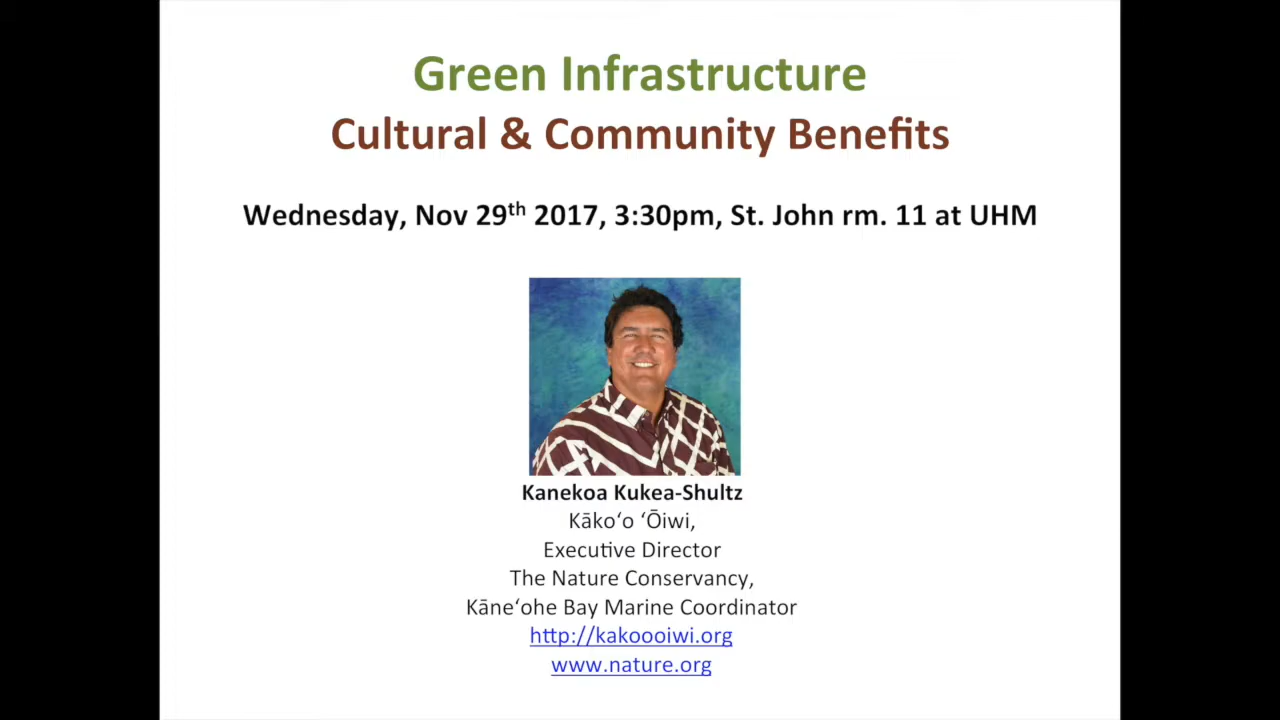 Green Infrastructure
Cultural & Community Benefits
Wednesday, Nov 29th 2017, 3:30pm, St. John rm. 11 at UHM
Kanekoa Kukea-Shultz
Kākoʻo ʻŌiwi,
Executive Director
The Nature Conservancy,
Kāneʻohe Bay Marine Coordinator
http://kakoooiwi.org
www.nature.org